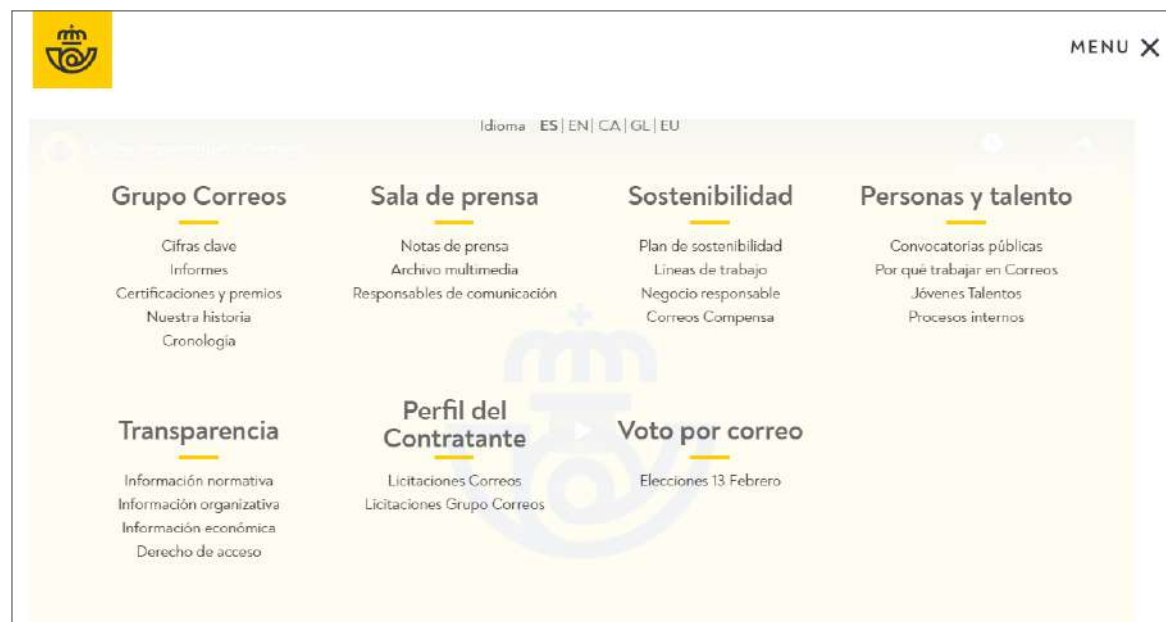 MENU X
Idioma ES | EN | CA | GL | EU
Grupo Correos
Cifras clave
Informes
Certificaciones y premios
Nuestra historia
Cronología
Sala de prensa
Notas de prensa
Archivo multimedia
Responsables de comunicación
Sostenibilidad
Plan de sostenibilidad
Líneas de trabajo
Negocio responsable
Correos Compensa
Personas y talento
Convocatorias públicas
Por qué trabajar en Correos
Jóvenes Talentos
Procesos internos
Transparencia
Información normativa
Información organizativa
Información económica
Derecho de acceso
Perfil del
Contratante
Licitaciones Correos
Licitaciones Grupo Correos
Voto por correo
Elecciones 13 Febrero